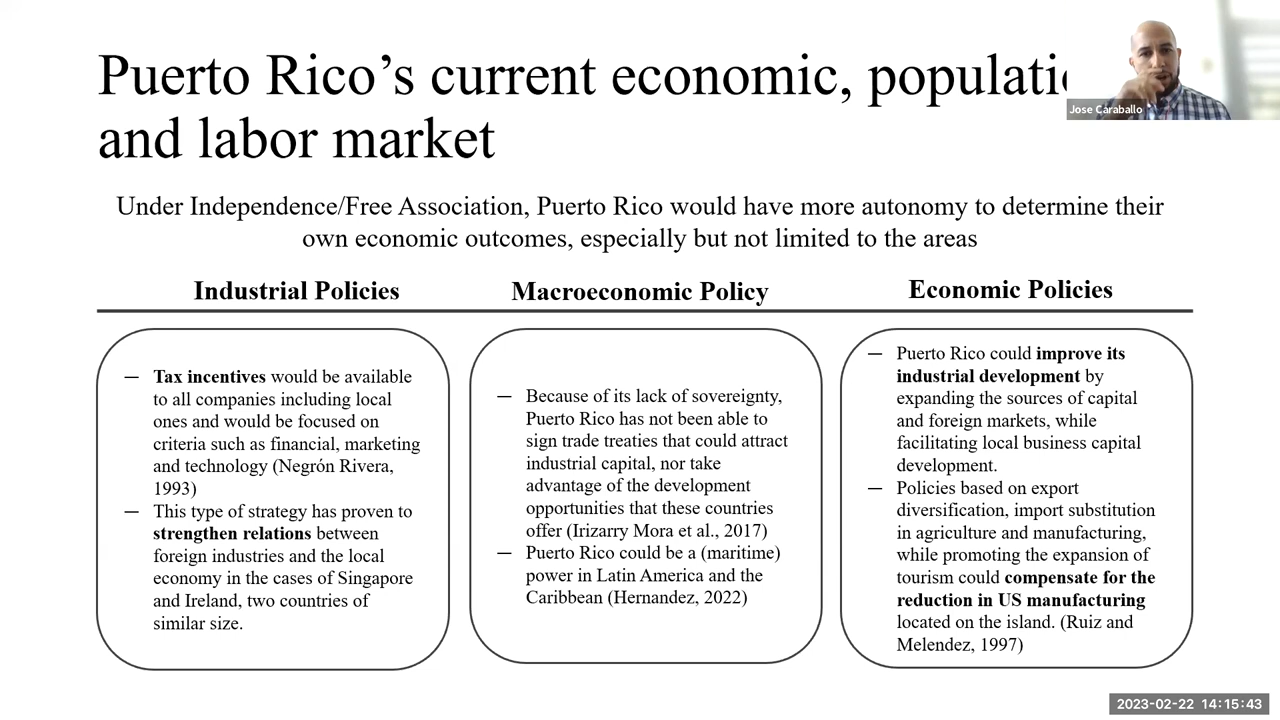 Puerto Rico's current economic,
and labor market
Jose Caraballo
Under Independence/Free Association, Puerto Rico would have more autonomy to determine their
own economic outcomes, especially but not limited to the areas
Industrial Policies
— Tax incentives would be available
to all companies including local
ones and would be focused on
criteria such as financial, marketing
and technology (Negrón Rivera,
1993)
— This type of strategy has proven to
strengthen relations between
foreign industries and the local
economy in the cases of Singapore
and Ireland, two countries of
similar size.
Macroeconomic Policy
— Because of its lack of sovereignty,
Puerto Rico has not been able to
sign trade treaties that could attract
industrial capital, nor take
advantage of the development
opportunities that these countries
offer (Irizarry Mora et al., 2017)
— Puerto Rico could be a (maritime)
power in Latin America and the
Caribbean (Hernandez, 2022)
Economic Policies
— Puerto Rico could improve its
industrial development by
expanding the sources of capital
and foreign markets, while
facilitating local business capital
development.
— Policies based on export
diversification, import substitution
in agriculture and manufacturing,
while promoting the expansion of
tourism could compensate for the
reduction in US manufacturing
located on the island. (Ruiz and
Melendez, 1997)
2023-02-22 14:15:43